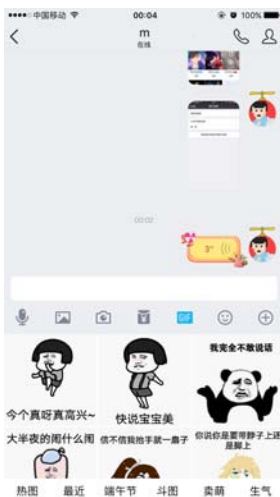 中国移动
00:04
100%
m
在线
00:02
3"
GIF
我完全不敢说话
今个真呀真高兴~
快说宝宝美
大半夜的闹什么闹
信不信我抬手就一扇子
你说你是要带脖子上还是脚上
热图
最近
端午节
斗图
卖萌
生气